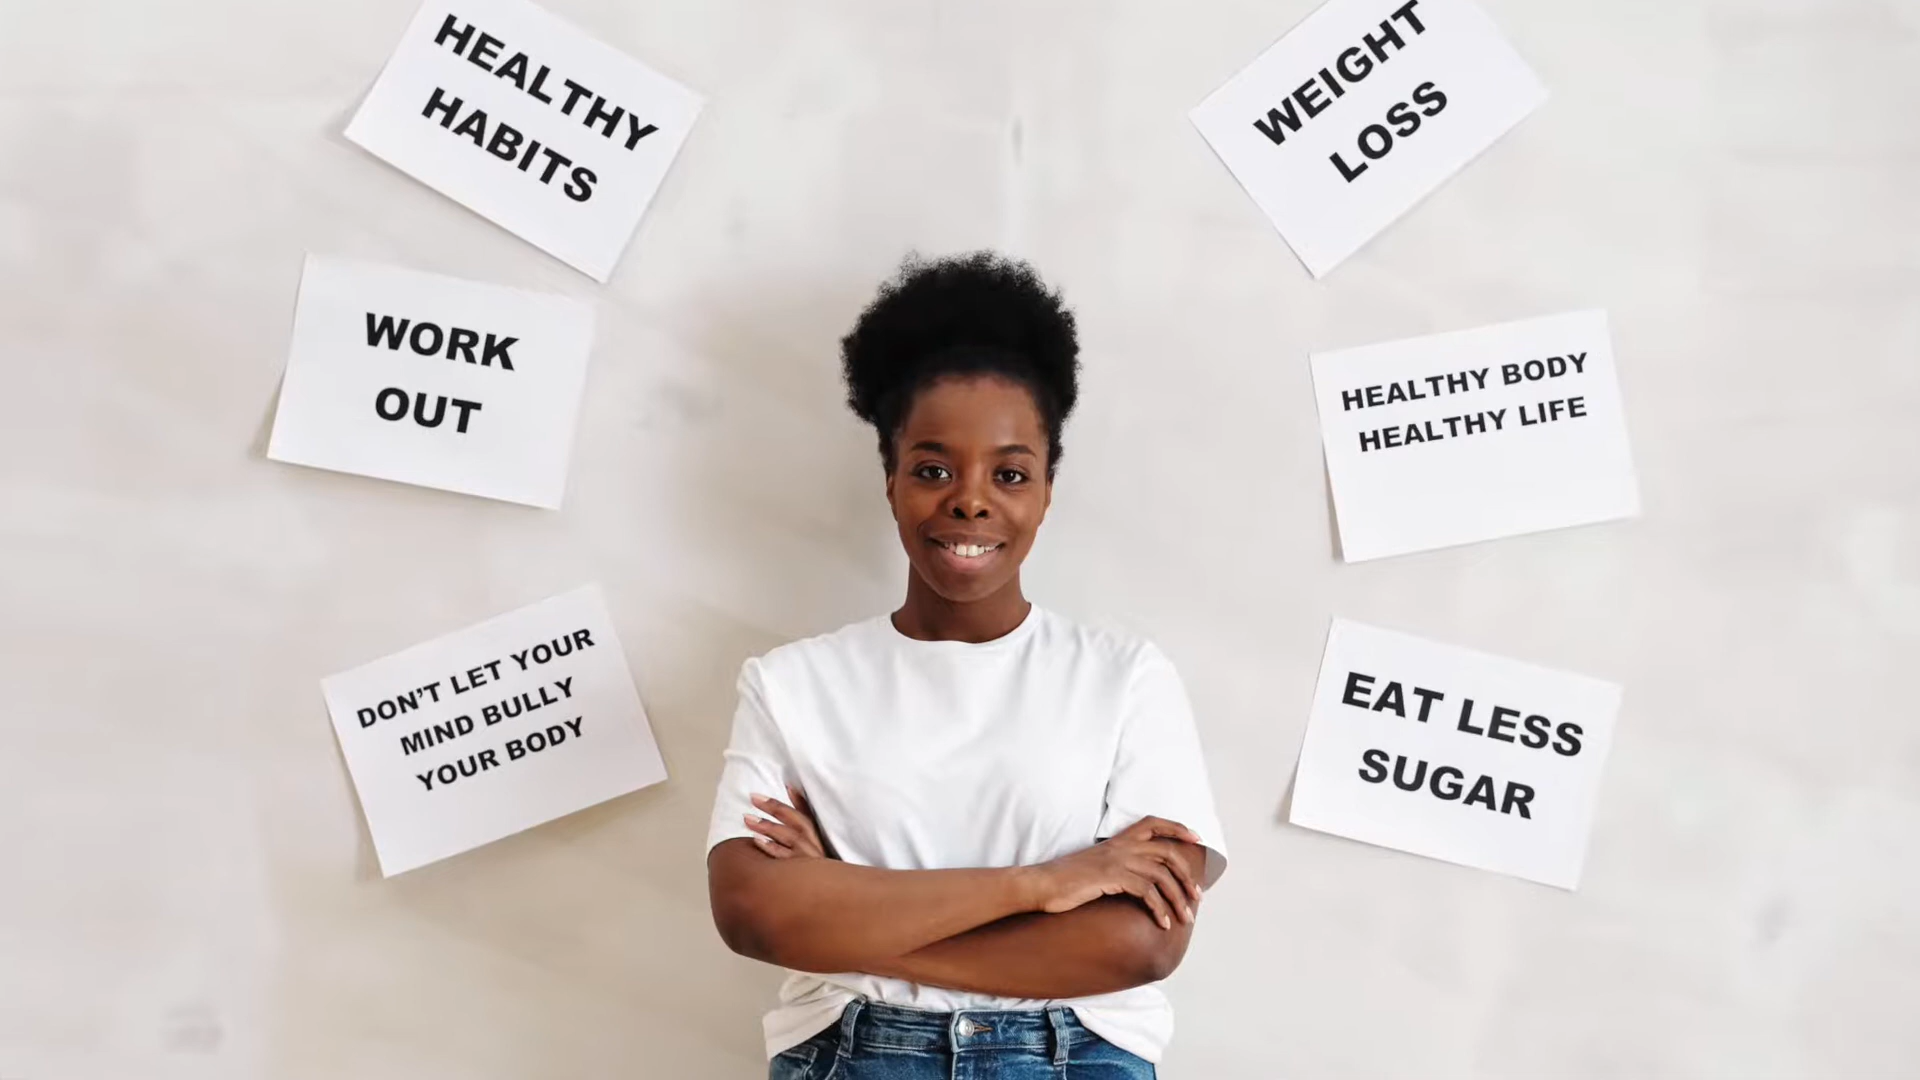 HEALTHY
HABITS
WEIGHT
LOSS
WORK
OUT
HEALTHY BODY
HEALTHY LIFE
DON'T LET YOUR
MIND BULLY
YOUR BODY
EAT LESS
SUGAR